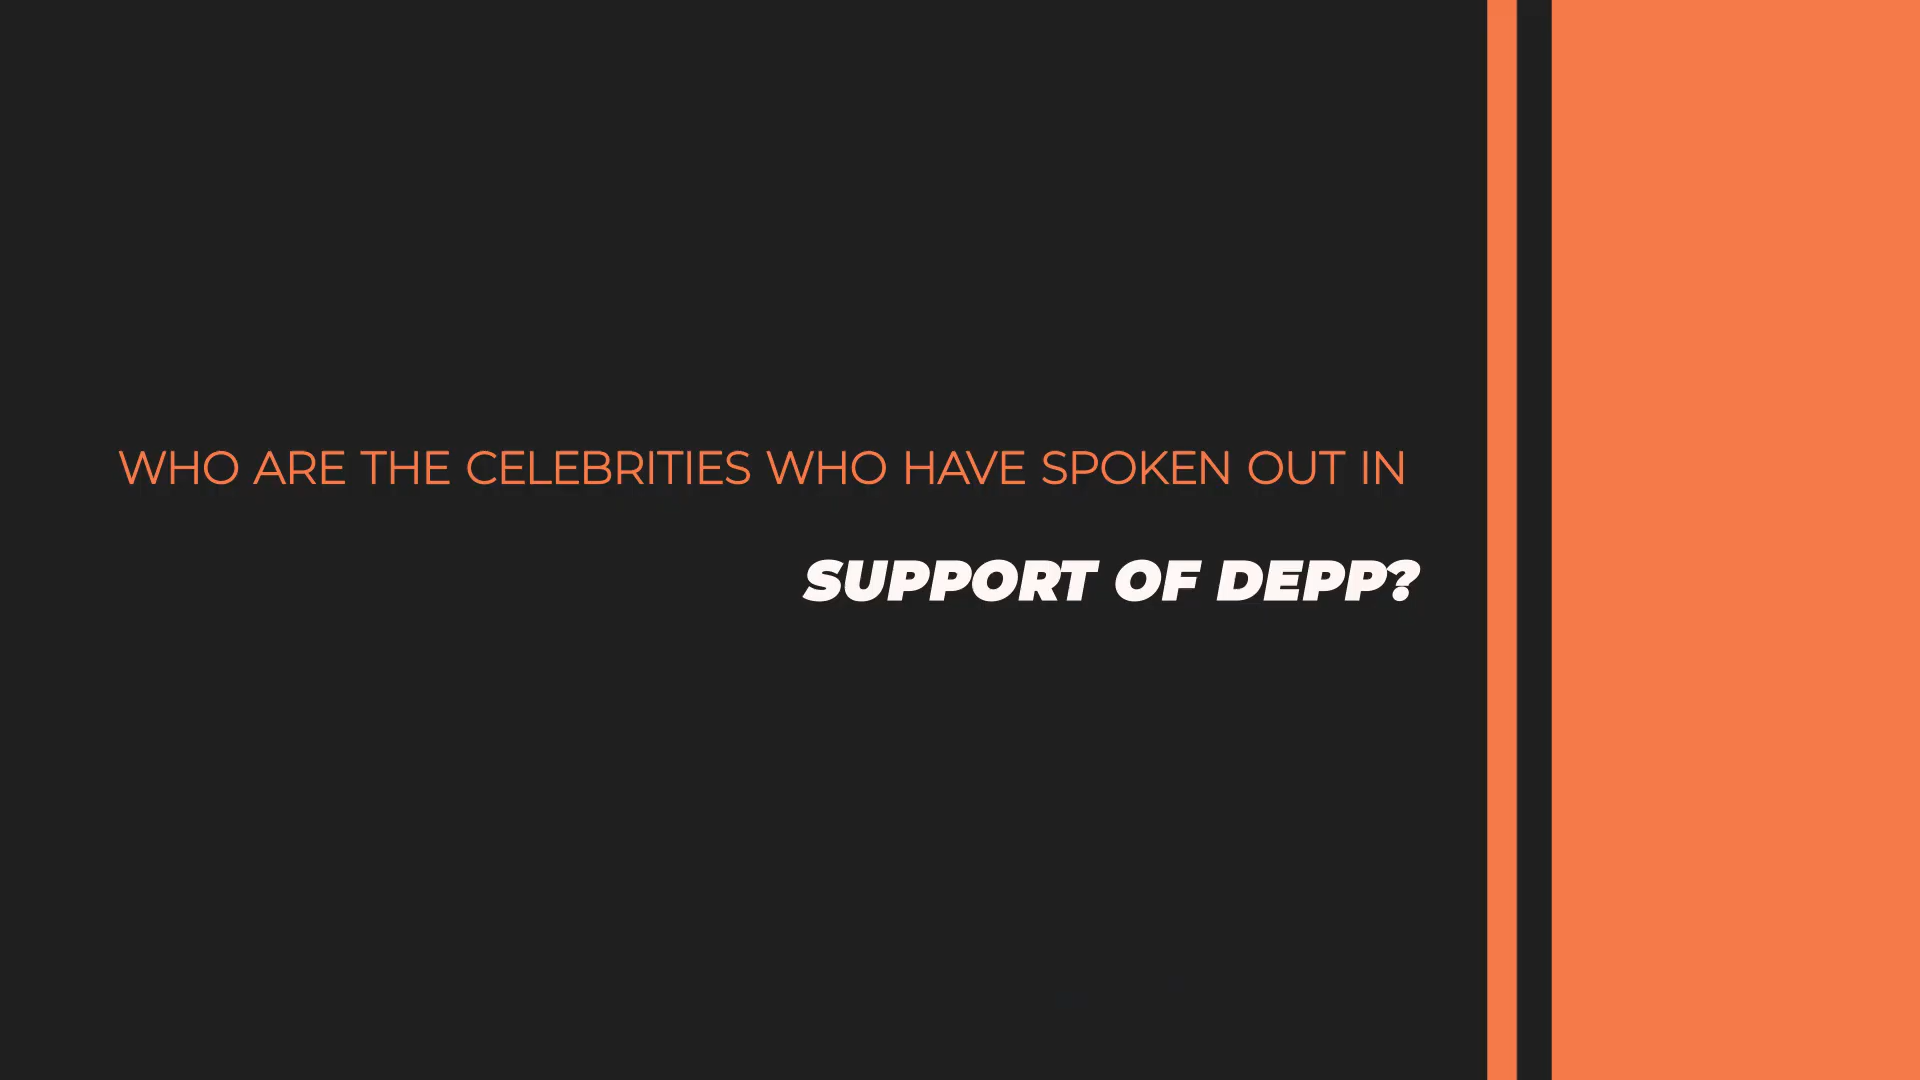 WHO ARE THE CELEBRITIES WHO HAVE SPOKEN OUT IN
SUPPORT OF DEPP?